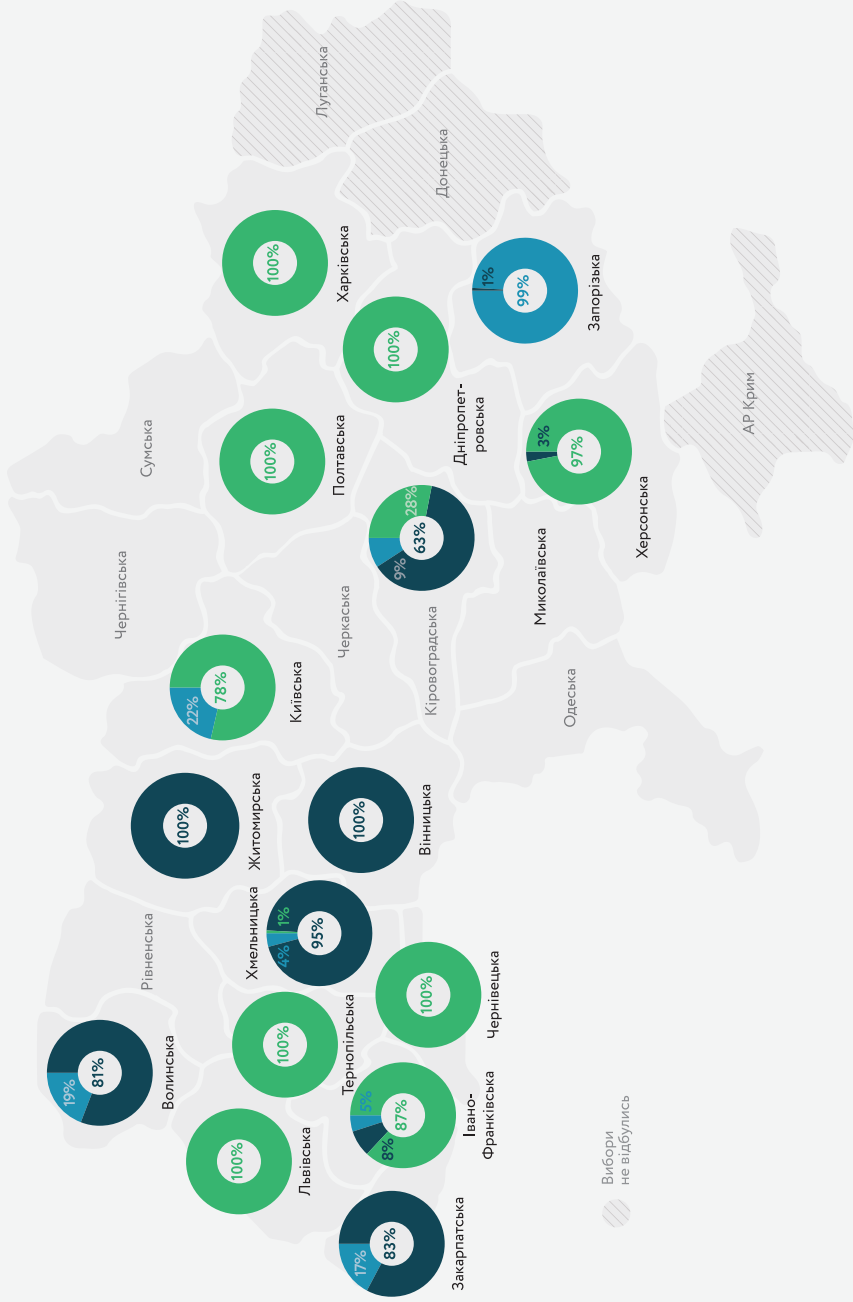 Луганська
Донецька
100%
Харківська
1%
99%
Запорізька
100%
Дніпропет-
ровська
АР Крим
Сумська
100%
Полтавська
3%
97%
Херсонська
28%
63%
9%
Кіровоградська
Миколаївська
Чернігівська
Черкаська
22%
78%
Київська
Одеська
100%
Житомирська
100%
Вінницька
Рівненська
1%
4%
95%
Хмельницька
100%
Чернівецька
100%
Тернопільська
19%
81%
Волинська
5%
8%
87%
Івано-
Франківська
100%
Львівська
17%
83%
Закарпатська
Вибори
не відбулись